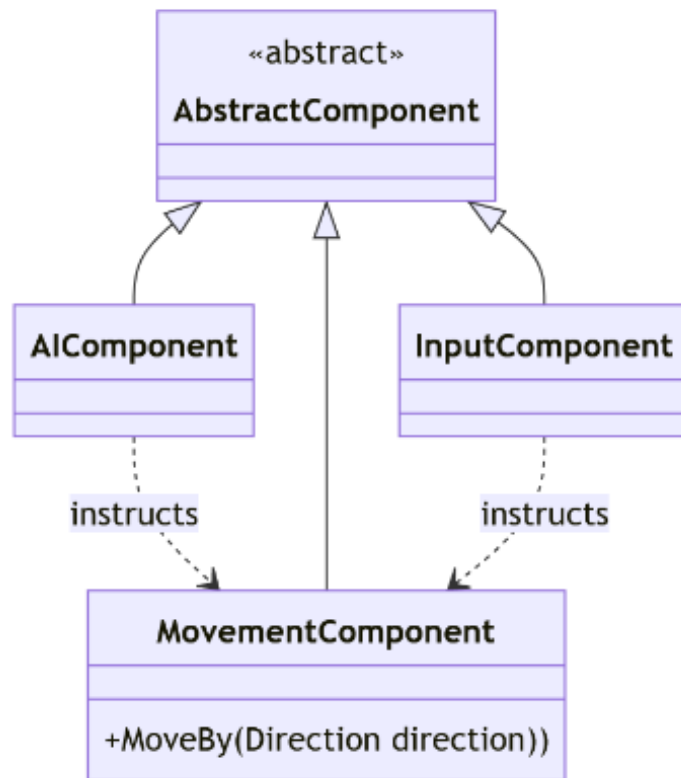 «abstract»
AbstractComponent
AIComponent
InputComponent
instructs
instructs
MovementComponent
+MoveBy(Direction direction))